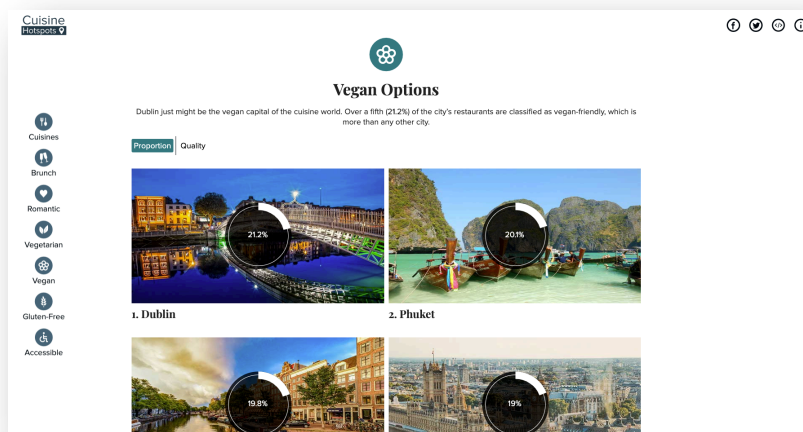 Cuisine
Hotspots
Vegan Options
Dublin just might be the vegan capital of the cuisine world. Over a fifth (21.2%) of the city's restaurants are classified as vegan-friendly, which is
more than any other city.
Proportion Quality
Cuisines
Brunch
Romantic
Vegetarian
Vegan
Gluten-Free
Accessible
21.2%
20.1%
1. Dublin
2. Phuket
19.8%
19%